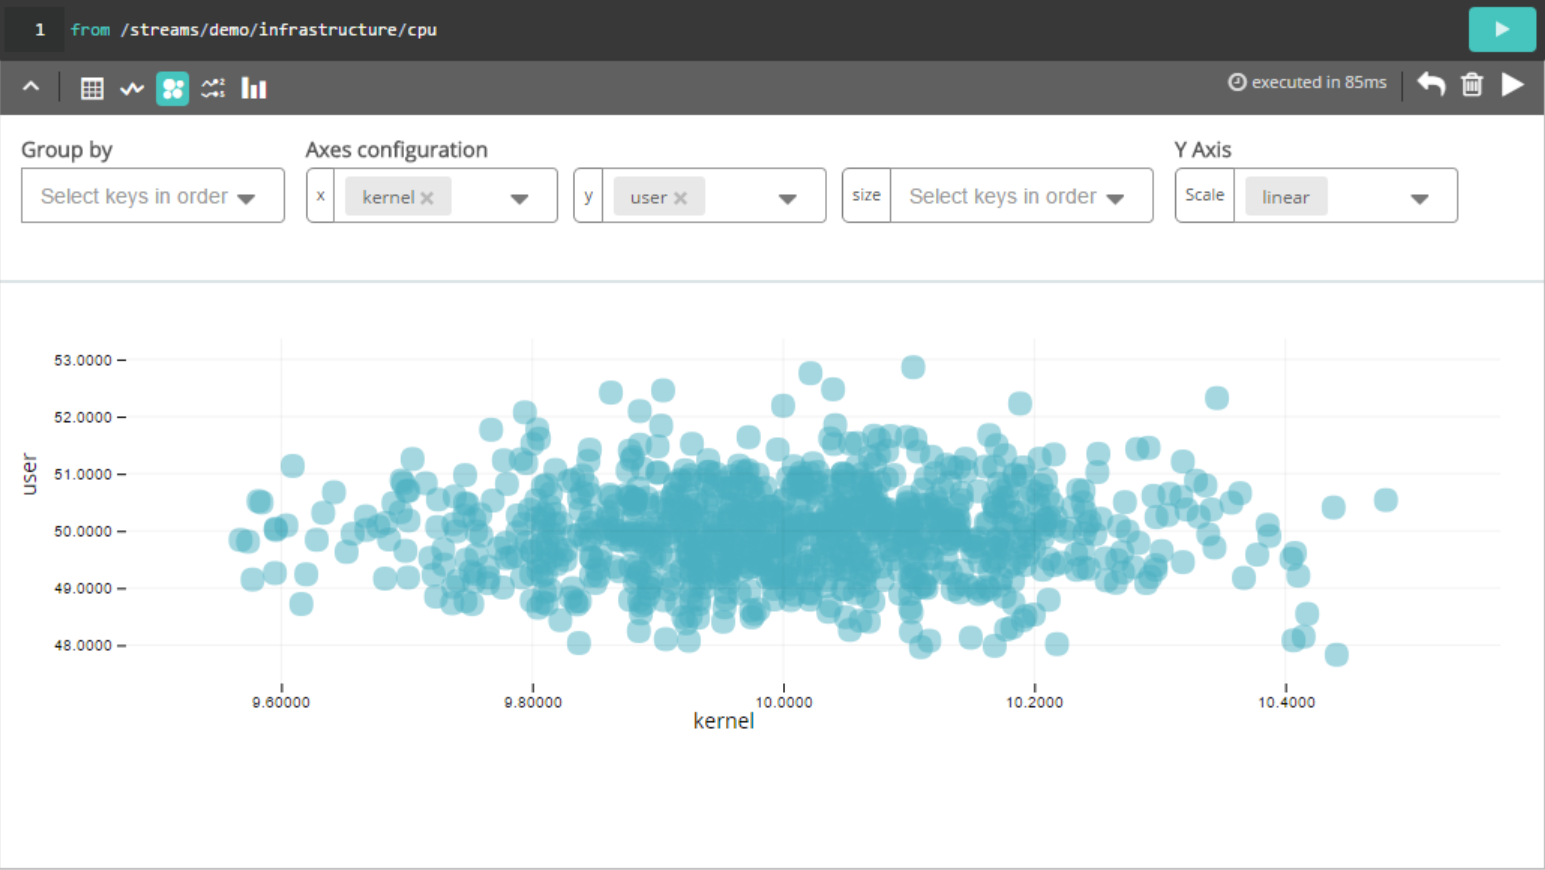 1 from /streams/demo/infrastructure/cpu
executed in 85ms
Group by Axes configuration Y Axis
Select keys in order x kernel × y user × size Select keys in order Scale linear
53.0000
52.0000
51.0000
50.0000
49.0000
48.0000
user
9.60000 9.80000 10.0000 10.2000 10.4000
kernel